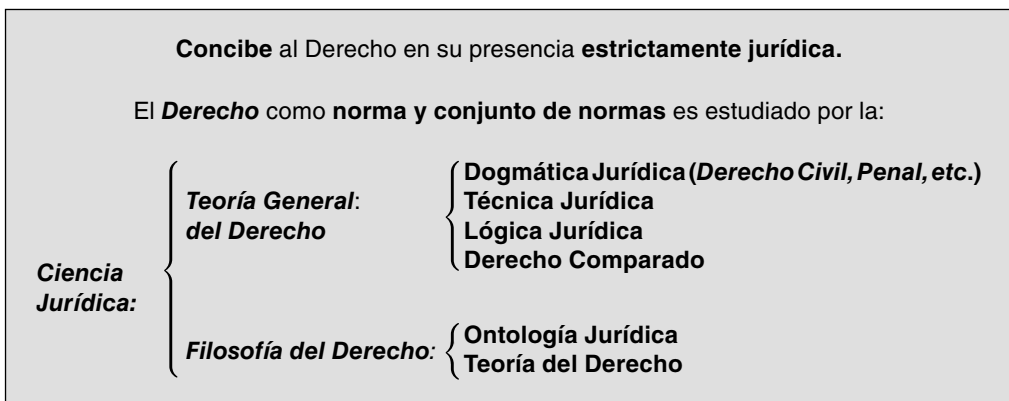 Concibe al Derecho en su presencia estrictamente jurídica.
El Derecho como norma y conjunto de normas es estudiado por la:
Ciencia
Jurídica:
Teoría General:
del Derecho
Dogmática Jurídica (Derecho Civil, Penal, etc.)
Técnica Jurídica
Lógica Jurídica
Derecho Comparado
Filosofía del Derecho:
Ontología Jurídica
Teoría del Derecho